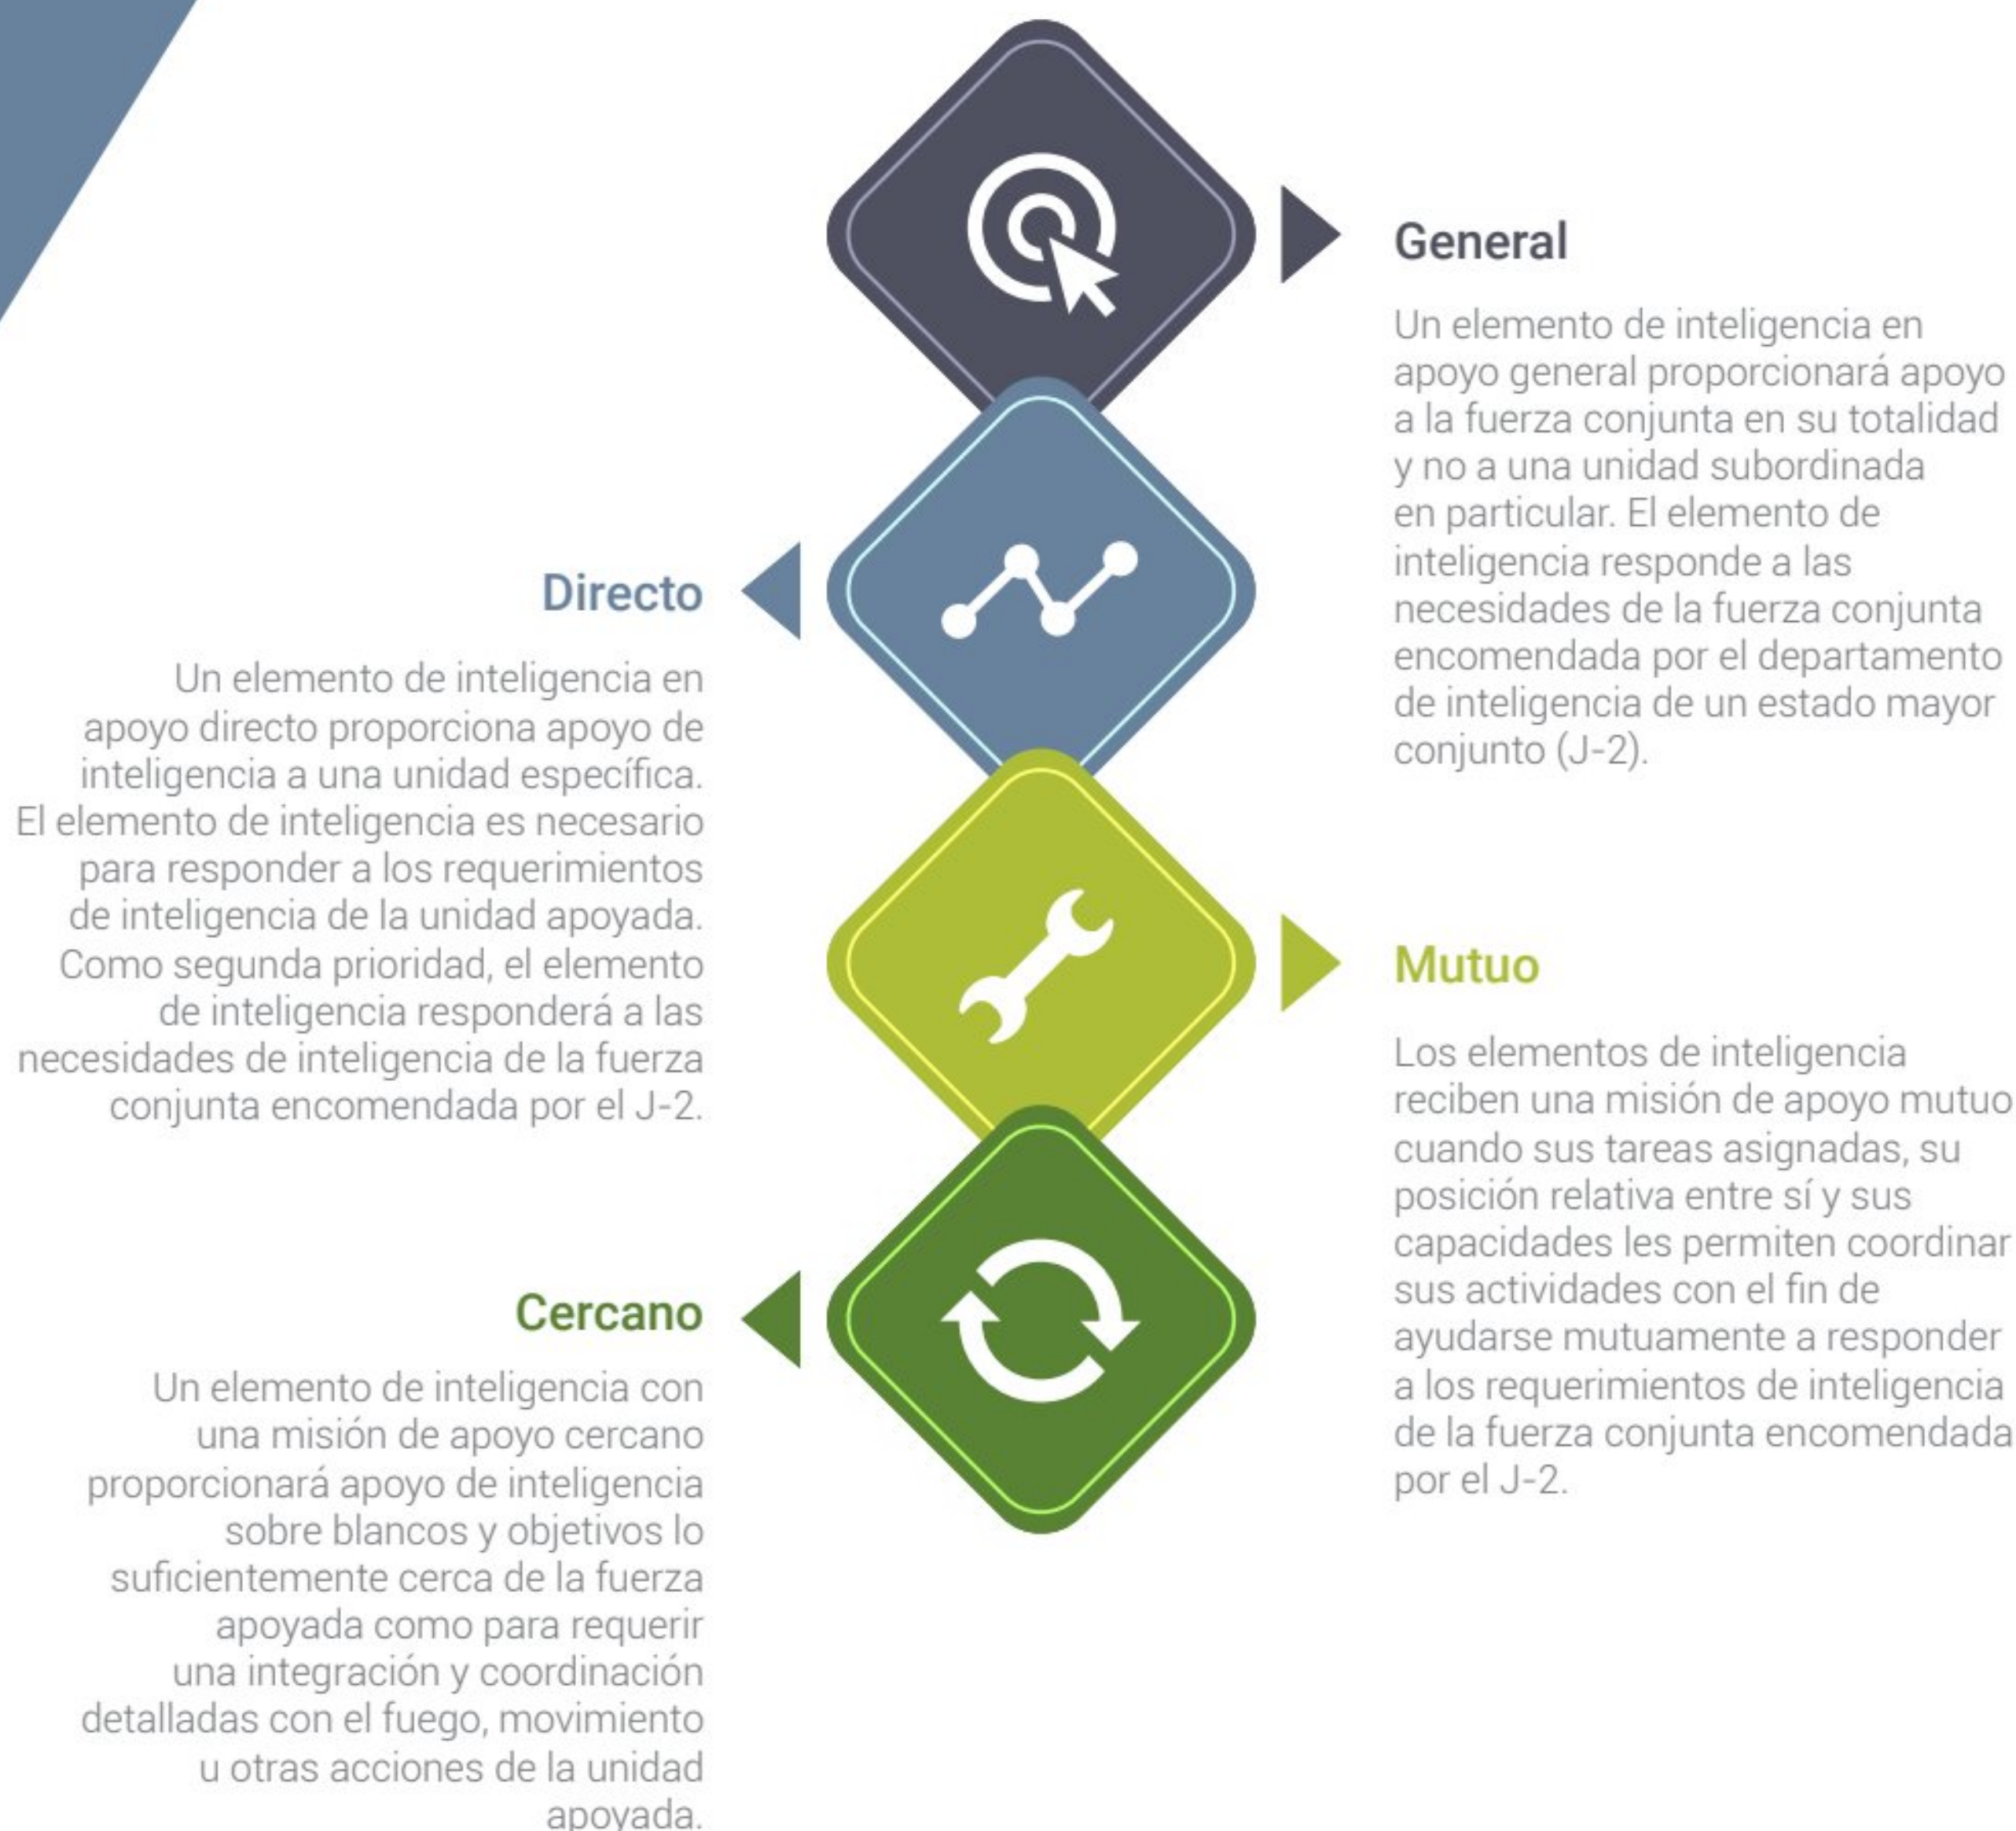 General
Un elemento de inteligencia en
apoyo general proporcionará apoyo
a la fuerza conjunta en su totalidad
y no a una unidad subordinada
en particular. El elemento de
inteligencia responde a las
necesidades de la fuerza conjunta
encomendada por el departamento
de inteligencia de un estado mayor
conjunto (J-2).
Directo
Un elemento de inteligencia en
apoyo directo proporciona apoyo de
inteligencia a una unidad específica.
El elemento de inteligencia es necesario
para responder a los requerimientos
de inteligencia de la unidad apoyada.
Como segunda prioridad, el elemento
de inteligencia responderá a las
necesidades de inteligencia de la fuerza
conjunta encomendada por el J-2.
Mutuo
Los elementos de inteligencia
reciben una misión de apoyo mutuo
cuando sus tareas asignadas, su
posición relativa entre sí y sus
capacidades les permiten coordinar
sus actividades con el fin de
ayudarse mutuamente a responder
a los requerimientos de inteligencia
de la fuerza conjunta encomendada
por el J-2.
Cercano
Un elemento de inteligencia con
una misión de apoyo cercano
proporcionará apoyo de inteligencia
sobre blancos y objetivos lo
suficientemente cerca de la fuerza
apoyada como para requerir
una integración y coordinación
detalladas con el fuego, movimiento
u otras acciones de la unidad
apoyada.